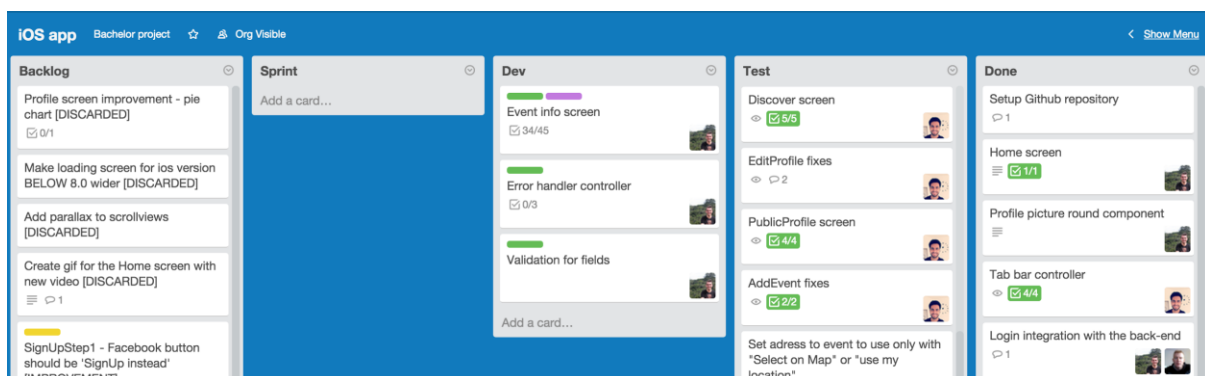 iOS app Bachelor project Org Visible Show Menu
Backlog
Profile screen improvement - pie
chart [DISCARDED]
0/1
Make loading screen for ios version
BELOW 8.0 wider [DISCARDED]
Add parallax to scrollviews
[DISCARDED]
Create gif for the Home screen with
new video [DISCARDED]
1
SignUpStep1 - Facebook button
should be 'SignUp instead'
[IMPROVEMENT]
Sprint
Add a card…
Dev
Event info screen
34/45
Error handler controller
0/3
Validation for fields
Add a card…
Test
Discover screen
5/5
EditProfile fixes
2
PublicProfile screen
4/4
AddEvent fixes
2/2
Set adress to event to use only with
"Select on Map" or "use my
location"
Done
Setup Github repository
1
Home screen
1/1
Profile picture round component
Tab bar controller
4/4
Login integration with the back-end
1